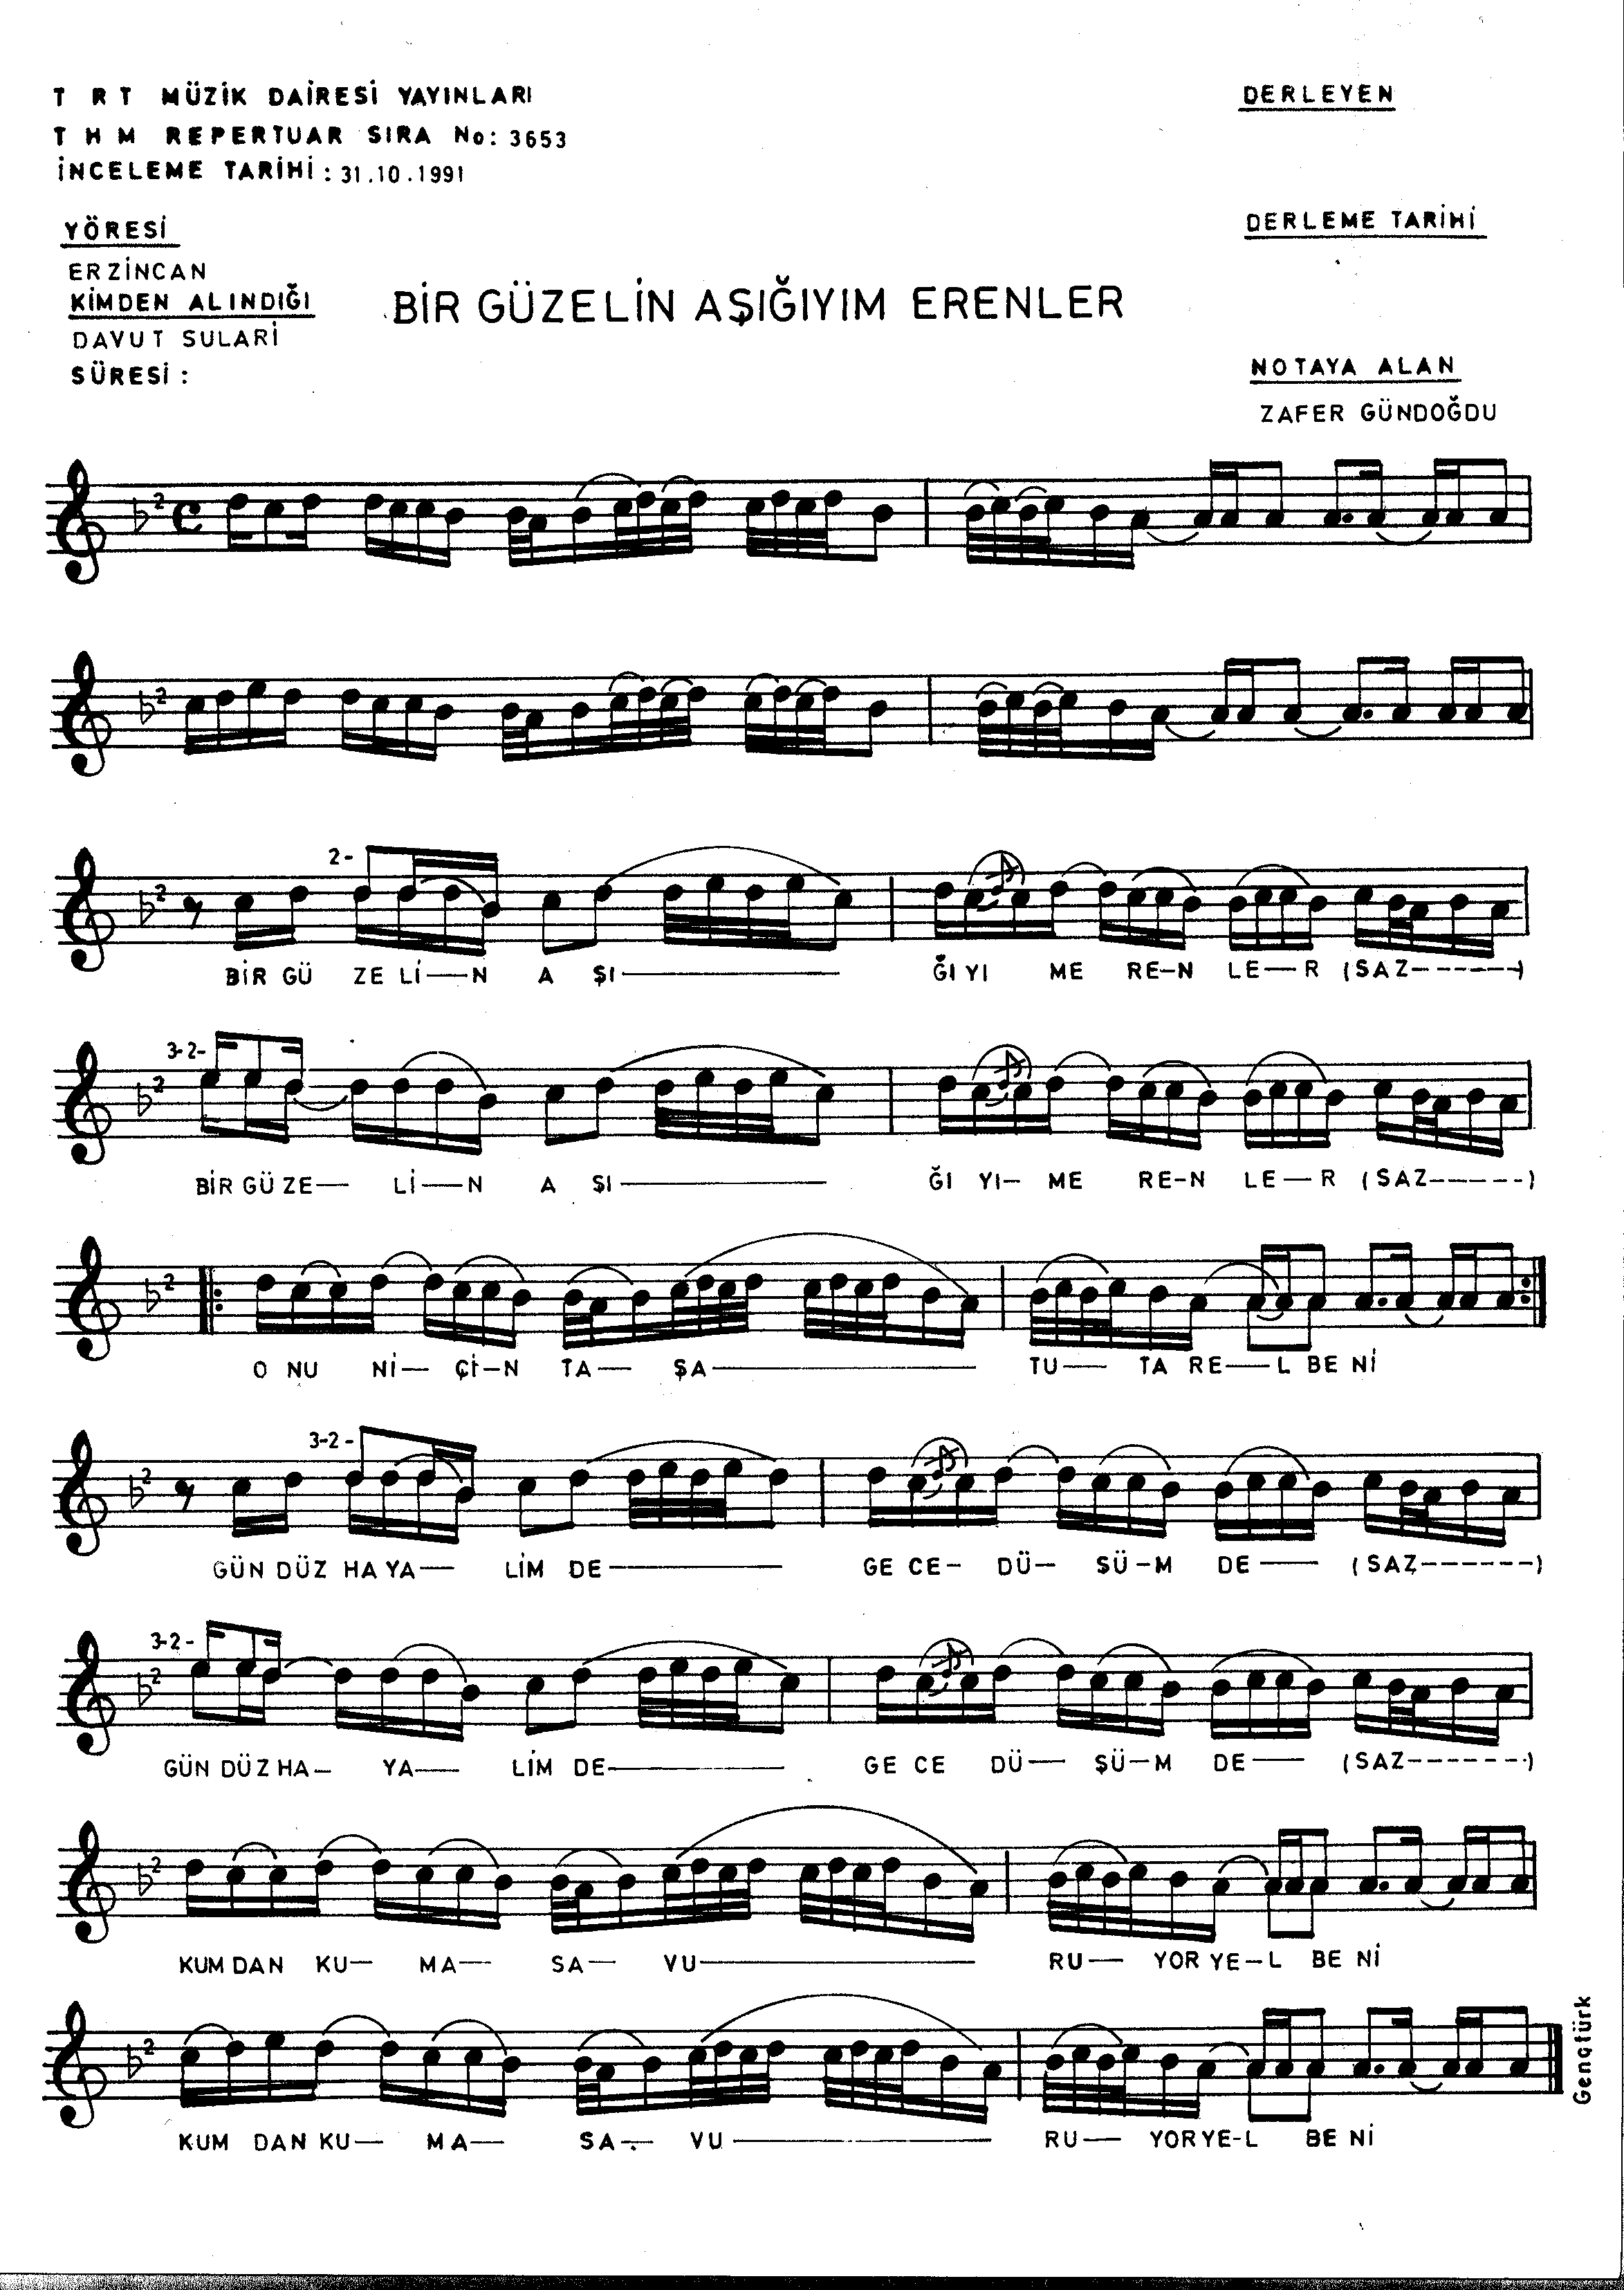 T R T MÜZİK DAİRESİ YAYINLARI
T H M REPERTUAR SIRA No: 3653
İNCELEME TARİHİ : 31.10.1991
DERLEYEN
YÖRESİ
ERZİNCAN
KİMDEN ALINDIĞI
DAVUT SULARİ
SÜRESİ :
DERLEME TARİHİ
BİR GÜZELİN AŞIĞIYIM ERENLER
NOTAYA ALAN
ZAFER GÜNDOĞDU
2-
BİR GÜ ZE Lİ—N A ŞI— ĞI YI ME RE-N LE—R (SAZ------)
3-2-
BİR GÜ ZE— Lİ—N A ŞI— ĞI YI- ME RE-N LE—R (SAZ------)
O NU Nİ— Çİ-N TA— ŞA— TU— TA RE—L BE Nİ
3-2-
GÜN DÜZ HA YA— LİM DE— GE CE- DÜ— ŞÜ-M DE— (SAZ------)
3-2-
GÜN DÜZ HA— YA— LİM DE— GE CE DÜ— ŞÜ—M DE— (SAZ-------)
KUM DAN KU— MA— SA— VU— RU— YOR YE-L BE Nİ
KUM DAN KU— MA— SA— VU— RU— YOR YE-L BE Nİ
Gençtürk